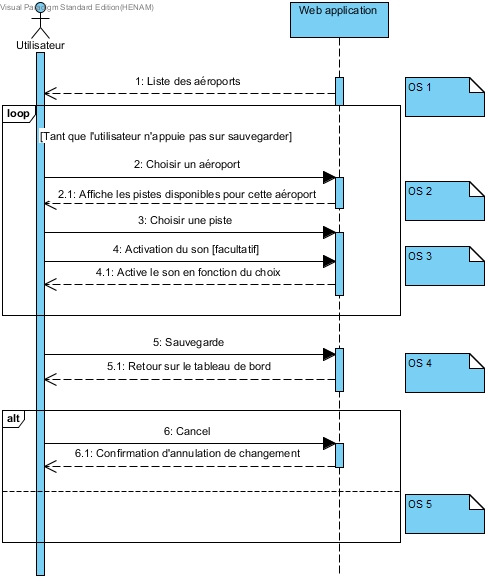 Visual Paradigm Standard Edition(HENAM)
Web application
Utilisateur
1: Liste des aéroports
OS 1
loop
[Tant que l'utilisateur n'appuie pas sur sauvegarder]
2: Choisir un aéroport
2.1: Affiche les pistes disponibles pour cette aéroport
OS 2
3: Choisir une piste
4: Activation du son [facultatif]
OS 3
4.1: Active le son en fonction du choix
5: Sauvegarde
5.1: Retour sur le tableau de bord
OS 4
alt
6: Cancel
6.1: Confirmation d'annulation de changement
OS 5